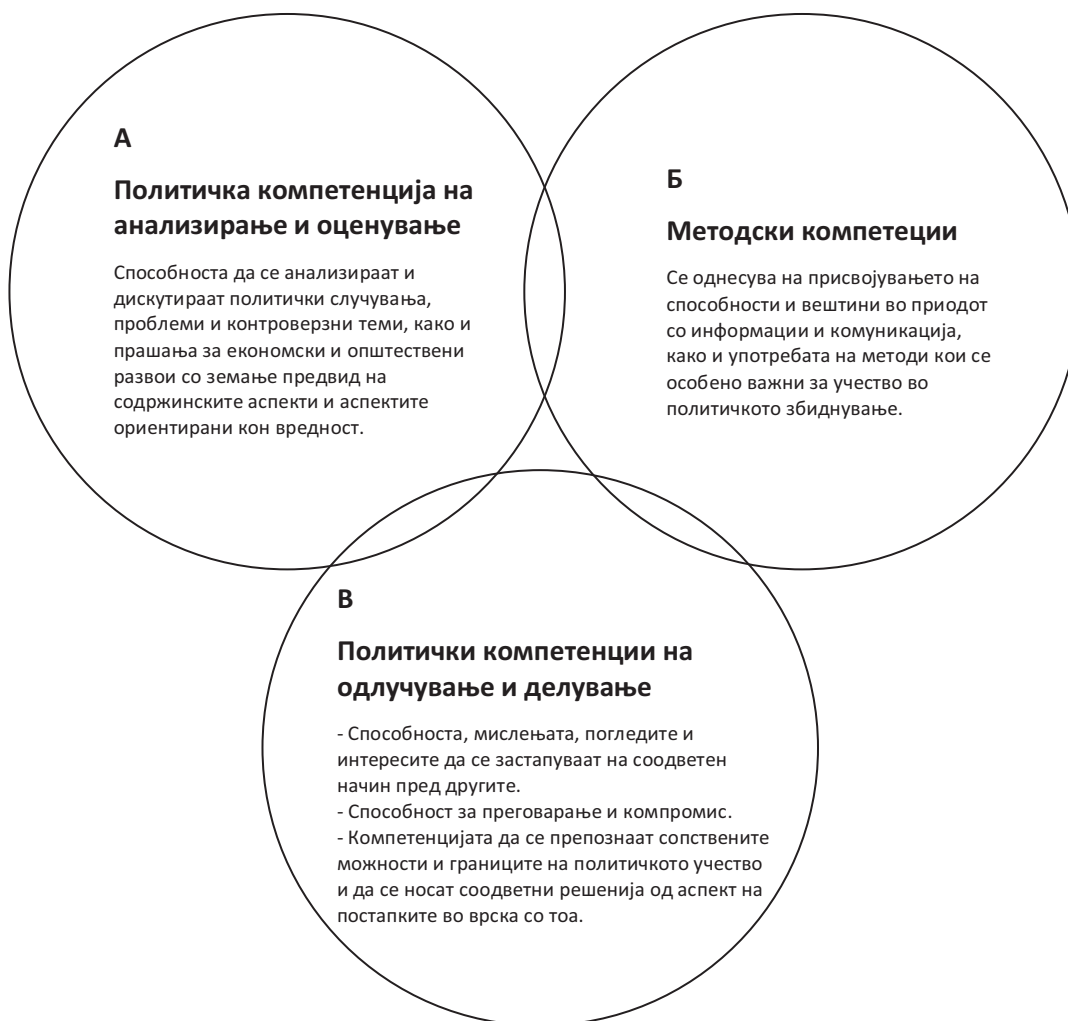 А
Политичка компетенција на
анализирање и оценување
Способноста да се анализираат и
дискутираат политички случувања,
проблеми и контроверзни теми, како и
прашања за економски и општествени
развои со земање предвид на
содржинските аспекти и аспектите
ориентирани кон вредност.
Б
Методски компетеции
Се однесува на присвојувањето на
способности и вештини во приодот
со информации и комуникација,
како и употребата на методи кои се
особено важни за учество во
политичкото збиднување.
В
Политички компетенции на
одлучување и делување
- Способноста, мислењата, погледите и
интересите да се застапуваат на соодветен
начин пред другите.
- Способност за преговарање и компромис.
- Компетенцијата да се препознаат сопствените
можности и границите на политичкото учество
и да се носат соодветни решенија од аспект на
постапките во врска со тоа.